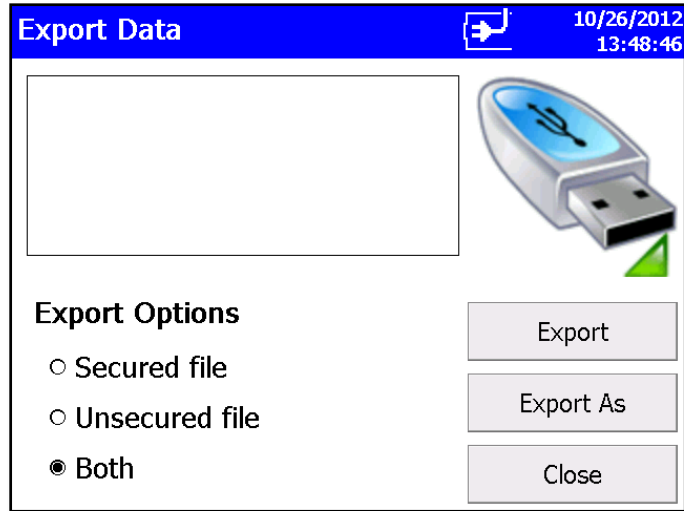 Export Data
10/26/2012
13:48:46
Export Options
Secured file
Unsecured file
Both
Export
Export As
Close